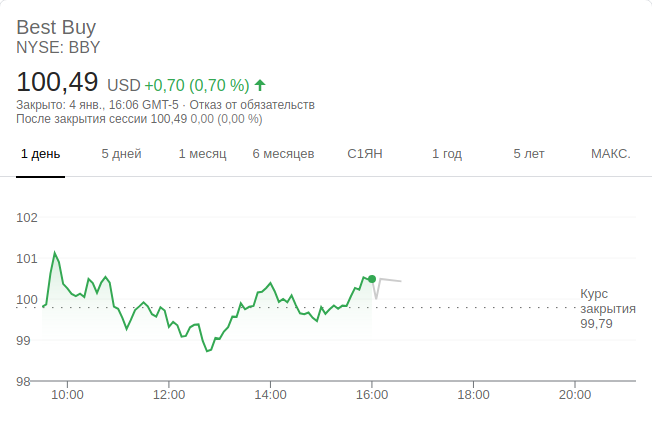 Best Buy
NYSE: BBY
100,49 USD +0,70 (0,70 %)
Закрыто: 4 янв., 16:06 GMT-5 · Отказ от обязательств
После закрытия сессии 100,49 0,00 (0,00 %)
1 день 5 дней 1 месяц 6 месяцев С1ЯН 1 год 5 лет МАКС.
102
101
100
Курс
закрытия
99,79
99
98
10:00 12:00 14:00 16:00 18:00 20:00